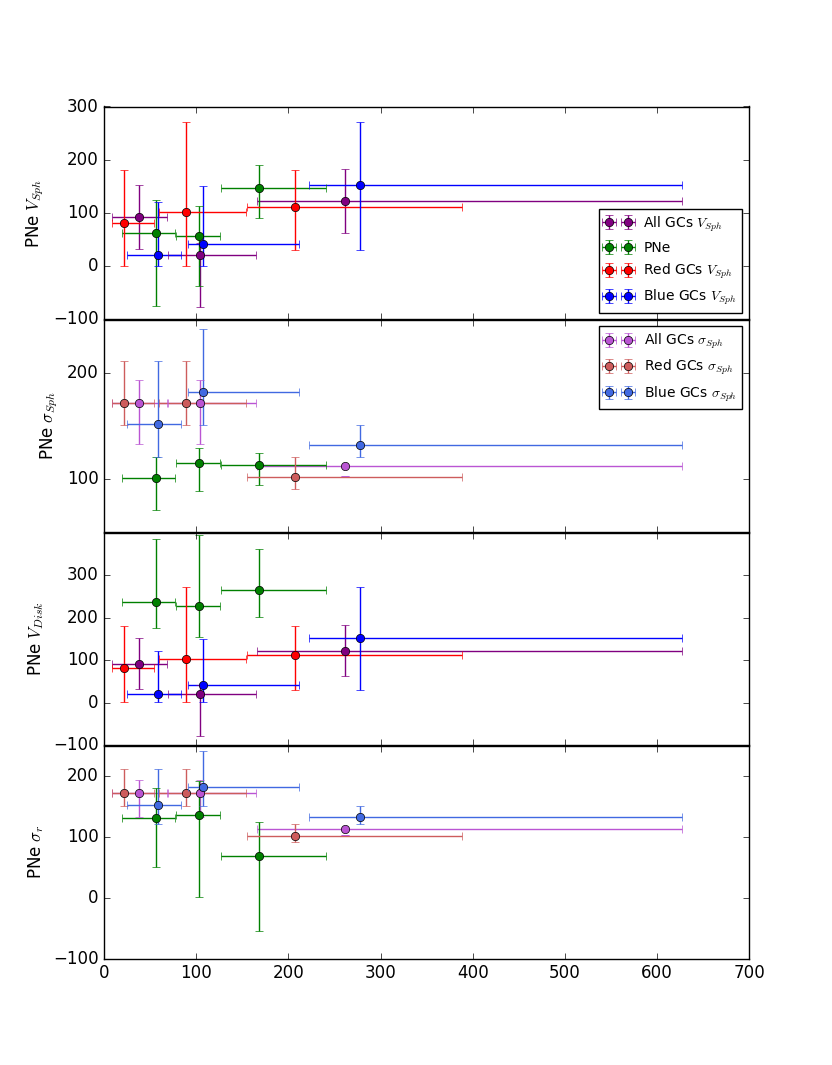 300
200
100
0
−100
PNe V_Sph
All GCs V_Sph
PNe
Red GCs V_Sph
Blue GCs V_Sph
200
100
PNe σ_Sph
All GCs σ_Sph
Red GCs σ_Sph
Blue GCs σ_Sph
300
200
100
0
−100
PNe V_Disk
200
100
0
−100
PNe σ_r
0 100 200 300 400 500 600 700